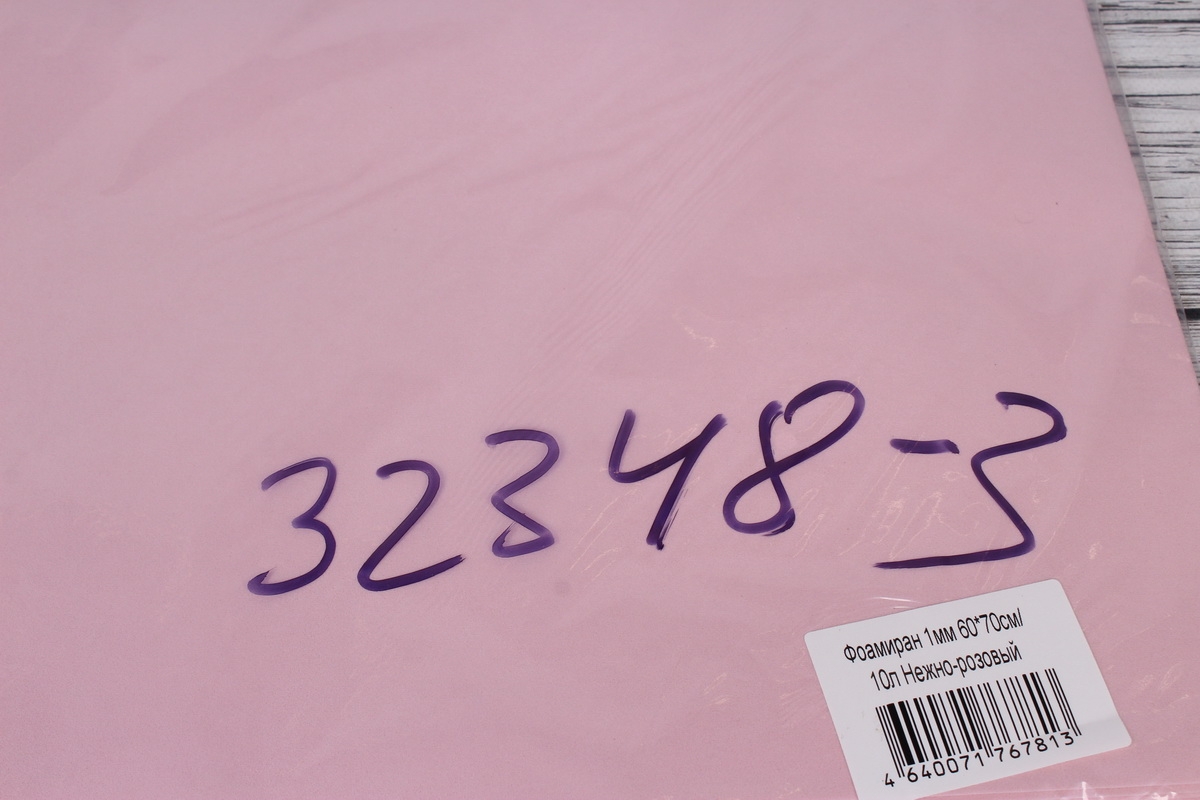 32348-3
Фоамиран 1мм 60*70см/
10л Нежно-розовый
4 640071 767813